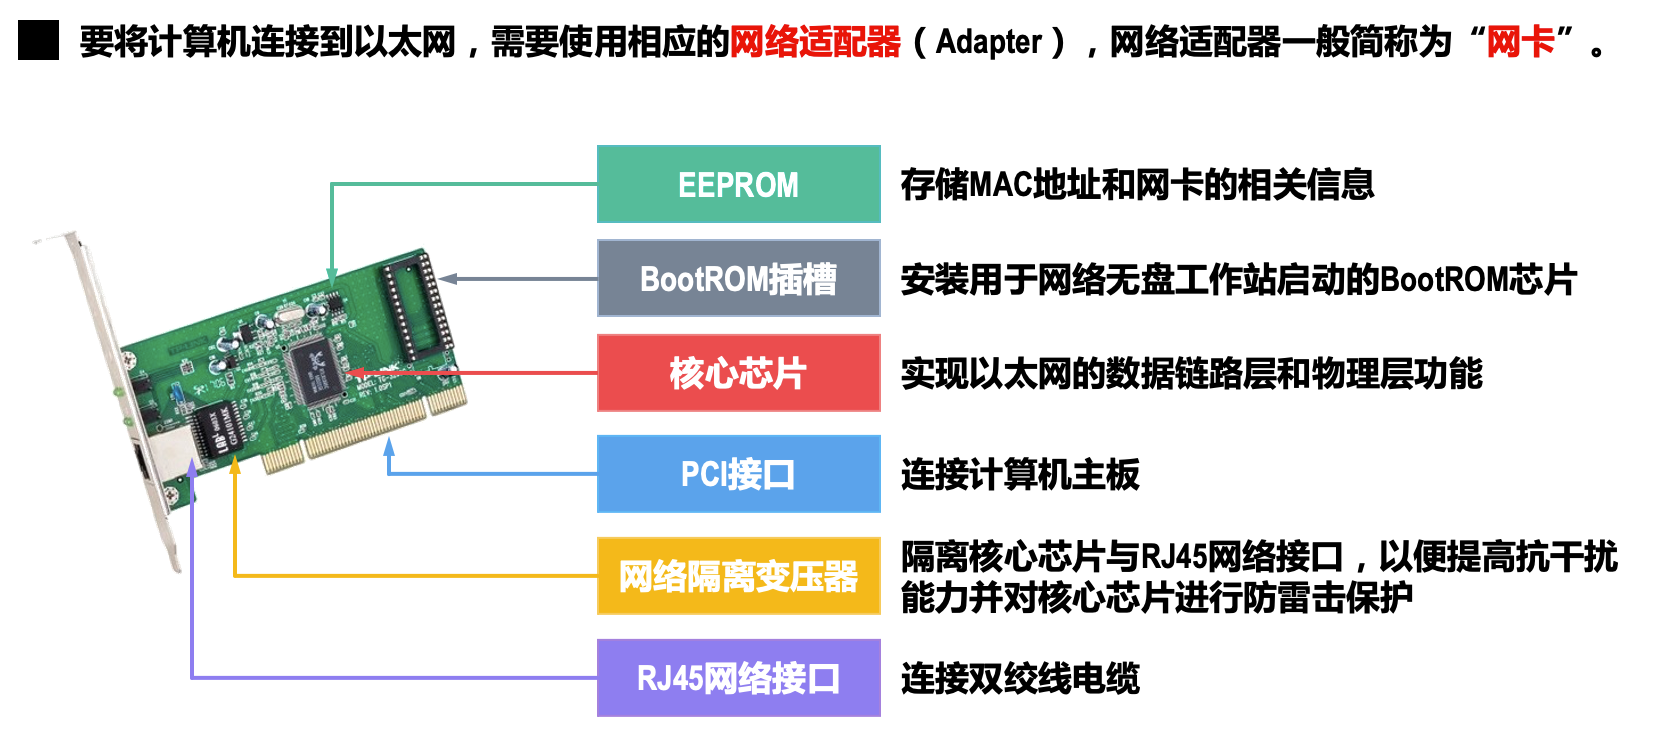 要将计算机连接到以太网，需要使用相应的网络适配器（Adapter），网络适配器一般简称为“网卡”。
EEPROM
存储MAC地址和网卡的相关信息
BootROM插槽
安装用于网络无盘工作站启动的BootROM芯片
核心芯片
实现以太网的数据链路层和物理层功能
PCI接口
连接计算机主板
网络隔离变压器
隔离核心芯片与RJ45网络接口，以便提高抗干扰
能力并对核心芯片进行防雷击保护
RJ45网络接口
连接双绞线电缆